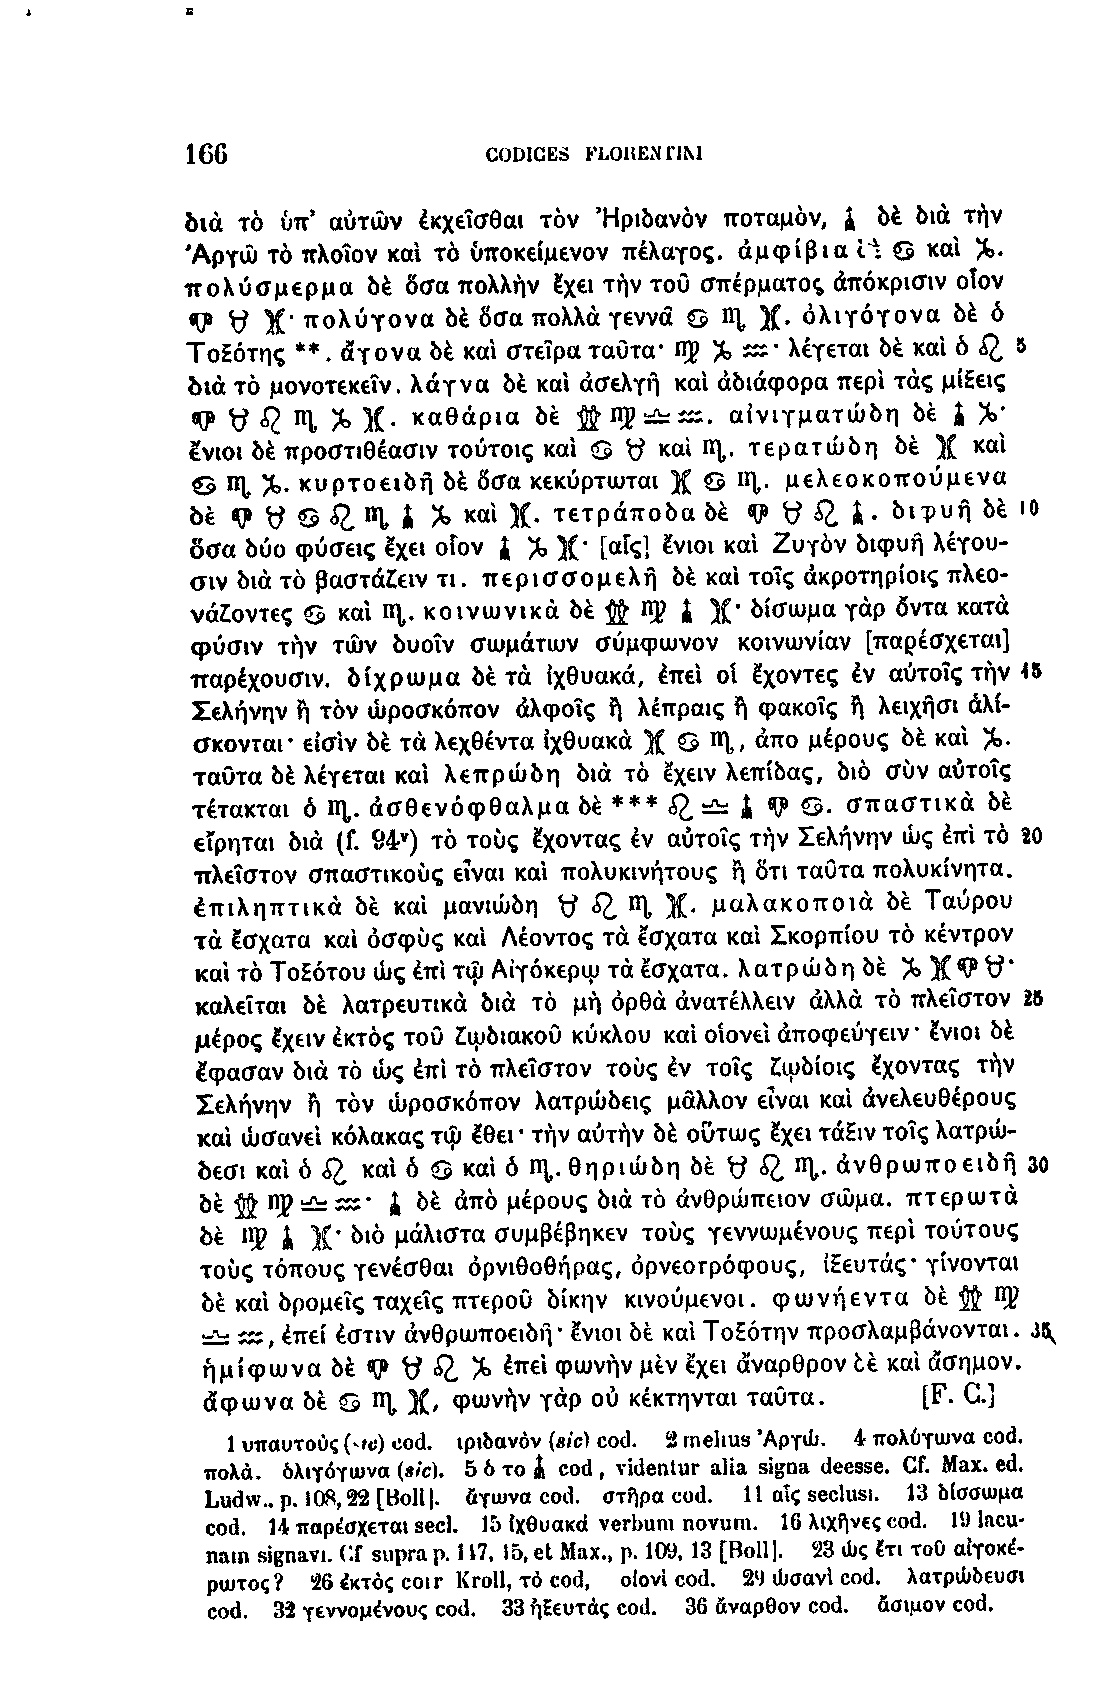 166 CODICES FLORENTINI
διὰ τὸ ὑπ’ αὐτῶν ἐκχεῖσθαι τὸν Ἠριδανὸν ποταμὸν, ♐ δὲ διὰ τὴν
Ἀργὼ τὸ πλοῖον καὶ τὸ ὑποκείμενον πέλαγος. ἀμφίβια ♋ καὶ ♑.
πολύσμερμα δὲ ὅσα πολλὴν ἔχει τὴν τοῦ σπέρματος ἀπόκρισιν οἷον
♈ ♉ ♓· πολύγονα δὲ ὅσα πολλὰ γεννᾷ ♋ ♏ ♓. ὀλιγόγονα δὲ ὁ
Τοξότης **. ἄγονα δὲ καὶ στεῖρα ταῦτα· ♍ ♑ ♒· λέγεται δὲ καὶ ὁ ♌ 5
διὰ τὸ μονοτεκεῖν. λάγνα δὲ καὶ ἀσελγῆ καὶ ἀδιάφορα περὶ τὰς μίξεις
♈ ♉ ♌ ♏ ♑ ♓. καθάρια δὲ ♊ ♍ ♎ ♒. αἰνιγματώδη δὲ ♐ ♑·
ἔνιοι δὲ προστιθέασιν τούτοις καὶ ♋ ♉ καὶ ♏. τερατώδη δὲ ♓ καὶ
♋ ♏ ♑. κυρτοειδῆ δὲ ὅσα κεκύρτωται ♓ ♋ ♏. μελεοκοπούμενα
δὲ ♈ ♉ ♋ ♌ ♏ ♐ ♑ καὶ ♓. τετράποδα δὲ ♈ ♉ ♌ ♐. διφυῆ δὲ 10
ὅσα δύο φύσεις ἔχει οἷον ♐ ♑ ♓· [αἷς] ἔνιοι καὶ Ζυγὸν διφυῆ λέγου-
σιν διὰ τὸ βαστάζειν τι. περισσομελῆ δὲ καὶ τοῖς ἀκροτηρίοις πλεο-
νάζοντες ♋ καὶ ♏. κοινωνικὰ δὲ ♊ ♍ ♐ ♓· δίσωμα γὰρ ὄντα κατὰ
φύσιν τὴν τῶν δυοῖν σωμάτων σύμφωνον κοινωνίαν [παρέσχεται]
παρέχουσιν. δίχρωμα δὲ τὰ ἰχθυακά, ἐπεὶ οἱ ἔχοντες ἐν αὐτοῖς τὴν 15
Σελήνην ἢ τὸν ὡροσκόπον ἀλφοῖς ἢ λέπραις ἢ φακοῖς ἢ λειχῆσι ἁλί-
σκονται· εἰσὶν δὲ τὰ λεχθέντα ἰχθυακὰ ♓ ♋ ♏, ἀπο μέρους δὲ καὶ ♑.
ταῦτα δὲ λέγεται καὶ λεπρώδη διὰ τὸ ἔχειν λεπίδας, διὸ σὺν αὐτοῖς
τέτακται ὁ ♏. ἀσθενόφθαλμα δὲ *** ♌ ♎ ♐ ♈ ♋. σπαστικὰ δὲ
εἴρηται διὰ (f. 94ᵛ) τὸ τοὺς ἔχοντας ἐν αὐτοῖς τὴν Σελήνην ὡς ἐπὶ τὸ 20
πλεῖστον σπαστικοὺς εἶναι καὶ πολυκινήτους ἢ ὅτι ταῦτα πολυκίνητα.
ἐπιληπτικὰ δὲ καὶ μανιώδη ♉ ♌ ♏ ♓. μαλακοποιὰ δὲ Ταύρου
τὰ ἔσχατα καὶ ὀσφὺς καὶ Λέοντος τὰ ἔσχατα καὶ Σκορπίου τὸ κέντρον
καὶ τὸ Τοξότου ὡς ἐπὶ τῷ Αἰγόκερῳ τὰ ἔσχατα. λατρώδη δὲ ♑ ♓ ♈ ♉·
καλεῖται δὲ λατρευτικὰ διὰ τὸ μὴ ὀρθὰ ἀνατέλλειν ἀλλὰ τὸ πλεῖστον 25
μέρος ἔχειν ἐκτὸς τοῦ ζῳδιακοῦ κύκλου καὶ οἱονεὶ ἀποφεύγειν· ἔνιοι δὲ
ἔφασαν διὰ τὸ ὡς ἐπὶ τὸ πλεῖστον τοὺς ἐν τοῖς ζῳδίοις ἔχοντας τὴν
Σελήνην ἢ τὸν ὡροσκόπον λατρώδεις μᾶλλον εἶναι καὶ ἀνελευθέρους
καὶ ὡσανεὶ κόλακας τῷ ἔθει· τὴν αὐτὴν δὲ οὕτως ἔχει τάξιν τοῖς λατρώ-
δεσι καὶ ὁ ♌ καὶ ὁ ♋ καὶ ὁ ♏. θηριώδη δὲ ♉ ♌ ♏. ἀνθρωποειδῆ 30
δὲ ♊ ♍ ♎ ♒· ♐ δὲ ἀπὸ μέρους διὰ τὸ ἀνθρώπειον σῶμα. πτερωτὰ
δὲ ♍ ♐ ♓· διὸ μάλιστα συμβέβηκεν τοὺς γεννωμένους περὶ τούτους
τοὺς τόπους γενέσθαι ὀρνιθοθήρας, ὀρνεοτρόφους, ἰξευτάς· γίνονται
δὲ καὶ δρομεῖς ταχεῖς πτεροῦ δίκην κινούμενοι. φωνήεντα δὲ ♊ ♍
♎ ♒, ἐπεί ἐστιν ἀνθρωποειδῆ· ἔνιοι δὲ καὶ Τοξότην προσλαμβάνονται. 35
ἡμίφωνα δὲ ♈ ♉ ♌ ♑ ἐπεὶ φωνὴν μὲν ἔχει ἄναρθρον δὲ καὶ ἄσημον.
ἄφωνα δὲ ♋ ♏ ♓, φωνὴν γὰρ οὐ κέκτηνται ταῦτα. [F. C.]
1 υπαυτοὺς (sic) cod. ιριδανὸν (sic) cod. 2 melius Ἀργώ. 4 πολύγωνα cod.
πολὰ. ὀλιγόγωνα (sic). 5 ὁ το ♐ cod, videntur alia signa deesse. Cf. Max. ed.
Ludw.. p. 108, 22 [Boll]. ἄγωνα cod. στῆρα cod. 11 αἷς seclusi. 13 δίσσωμα
cod. 14 παρέσχεται secl. 15 ἰχθυακά verbum novum. 16 λιχῆνες cod. 19 lacu-
nam signavi. Cf supra p. 147, 15, et Max., p. 109, 13 [Boll]. 23 ὡς ἔτι τοῦ αἰγοκέ-
ρωτος? 26 ἐκτὸς corr Kroll, τὸ cod, οἱονὶ cod. 29 ὡσανὶ cod. λατρώδευσι
cod. 32 γεννομένους cod. 33 ἠξευτάς cod. 36 ἄναρθον cod. ἄσιμον cod.